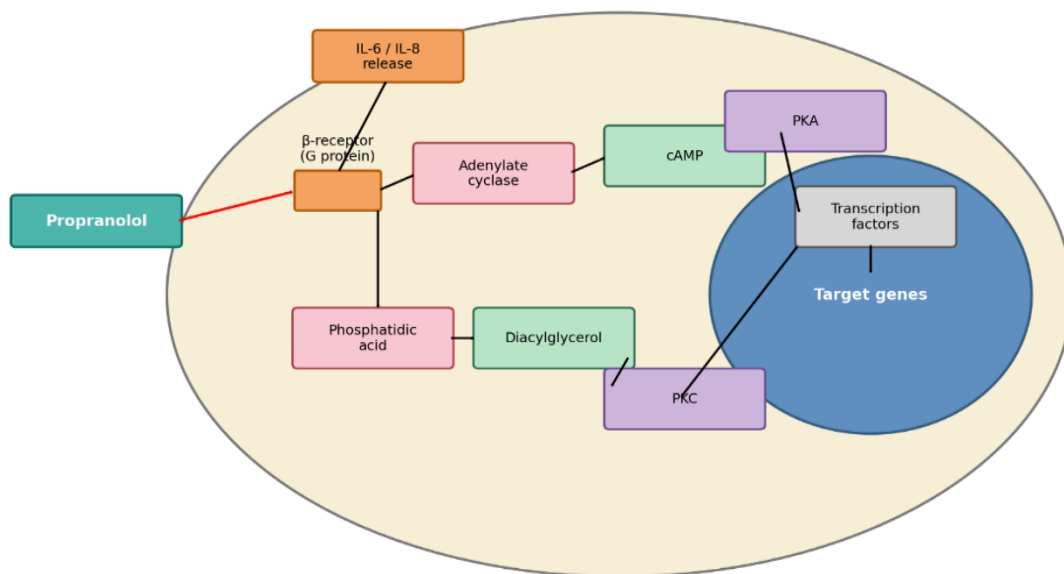 IL-6 / IL-8
release
β-receptor
(G protein)
Adenylate
cyclase
cAMP
PKA
Propranolol
Transcription
factors
Target genes
Phosphatidic
acid
Diacylglycerol
PKC